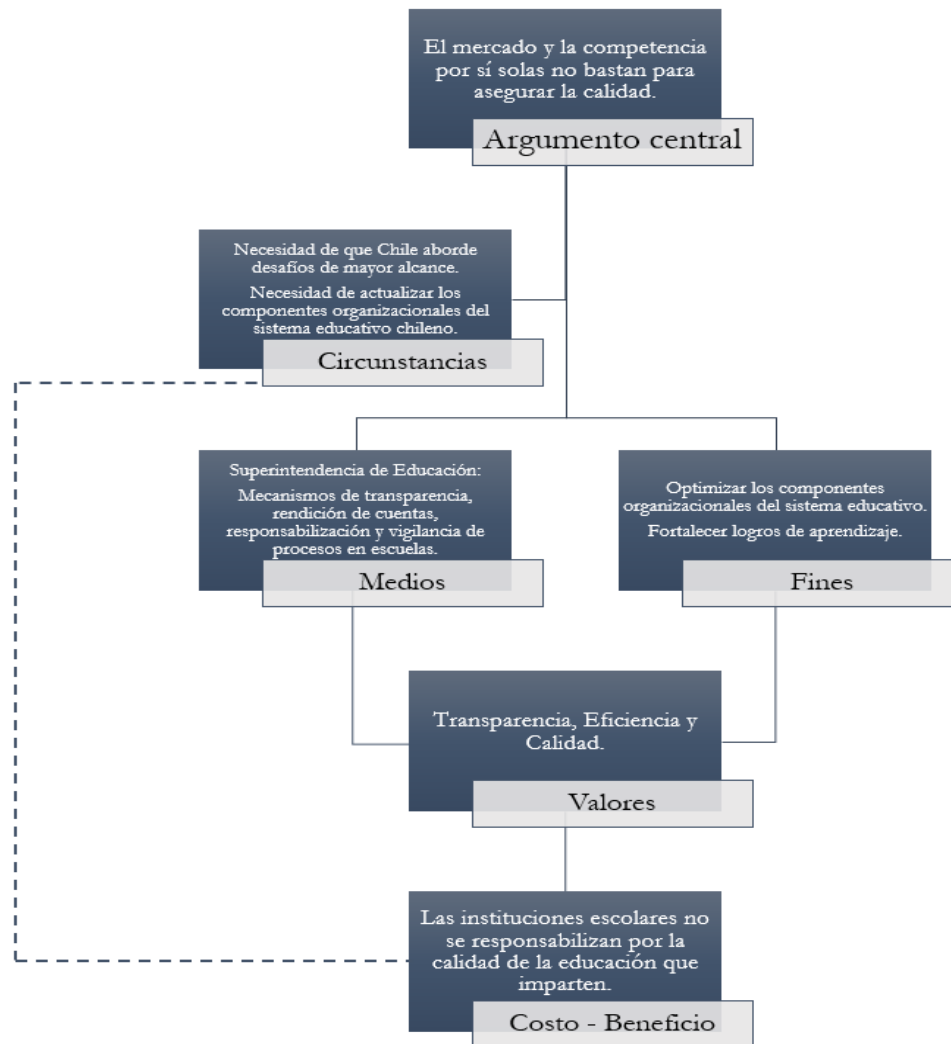 El mercado y la competencia
por sí solas no bastan para
asegurar la calidad.
Argumento central
Necesidad de que Chile aborde
desafíos de mayor alcance.
Necesidad de actualizar los
componentes organizacionales del
sistema educativo chileno.
Circunstancias
Superintendencia de Educación:
Mecanismos de transparencia,
rendición de cuentas,
responsabilización y vigilancia de
procesos en escuelas.
Medios
Optimizar los componentes
organizacionales del sistema educativo.
Fortalecer logros de aprendizaje.
Fines
Transparencia, Eficiencia y
Calidad.
Valores
Las instituciones escolares no
se responsabilizan por la
calidad de la educación que
imparten.
Costo - Beneficio